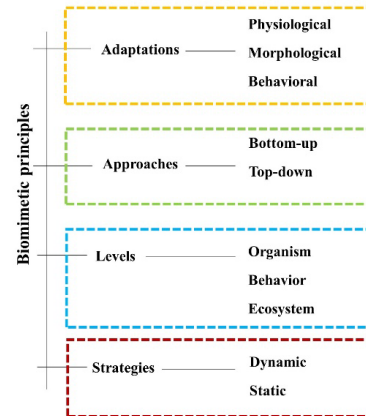 Biomimetic principles
Adaptations
Physiological
Morphological
Behavioral
Approaches
Bottom-up
Top-down
Levels
Organism
Behavior
Ecosystem
Strategies
Dynamic
Static